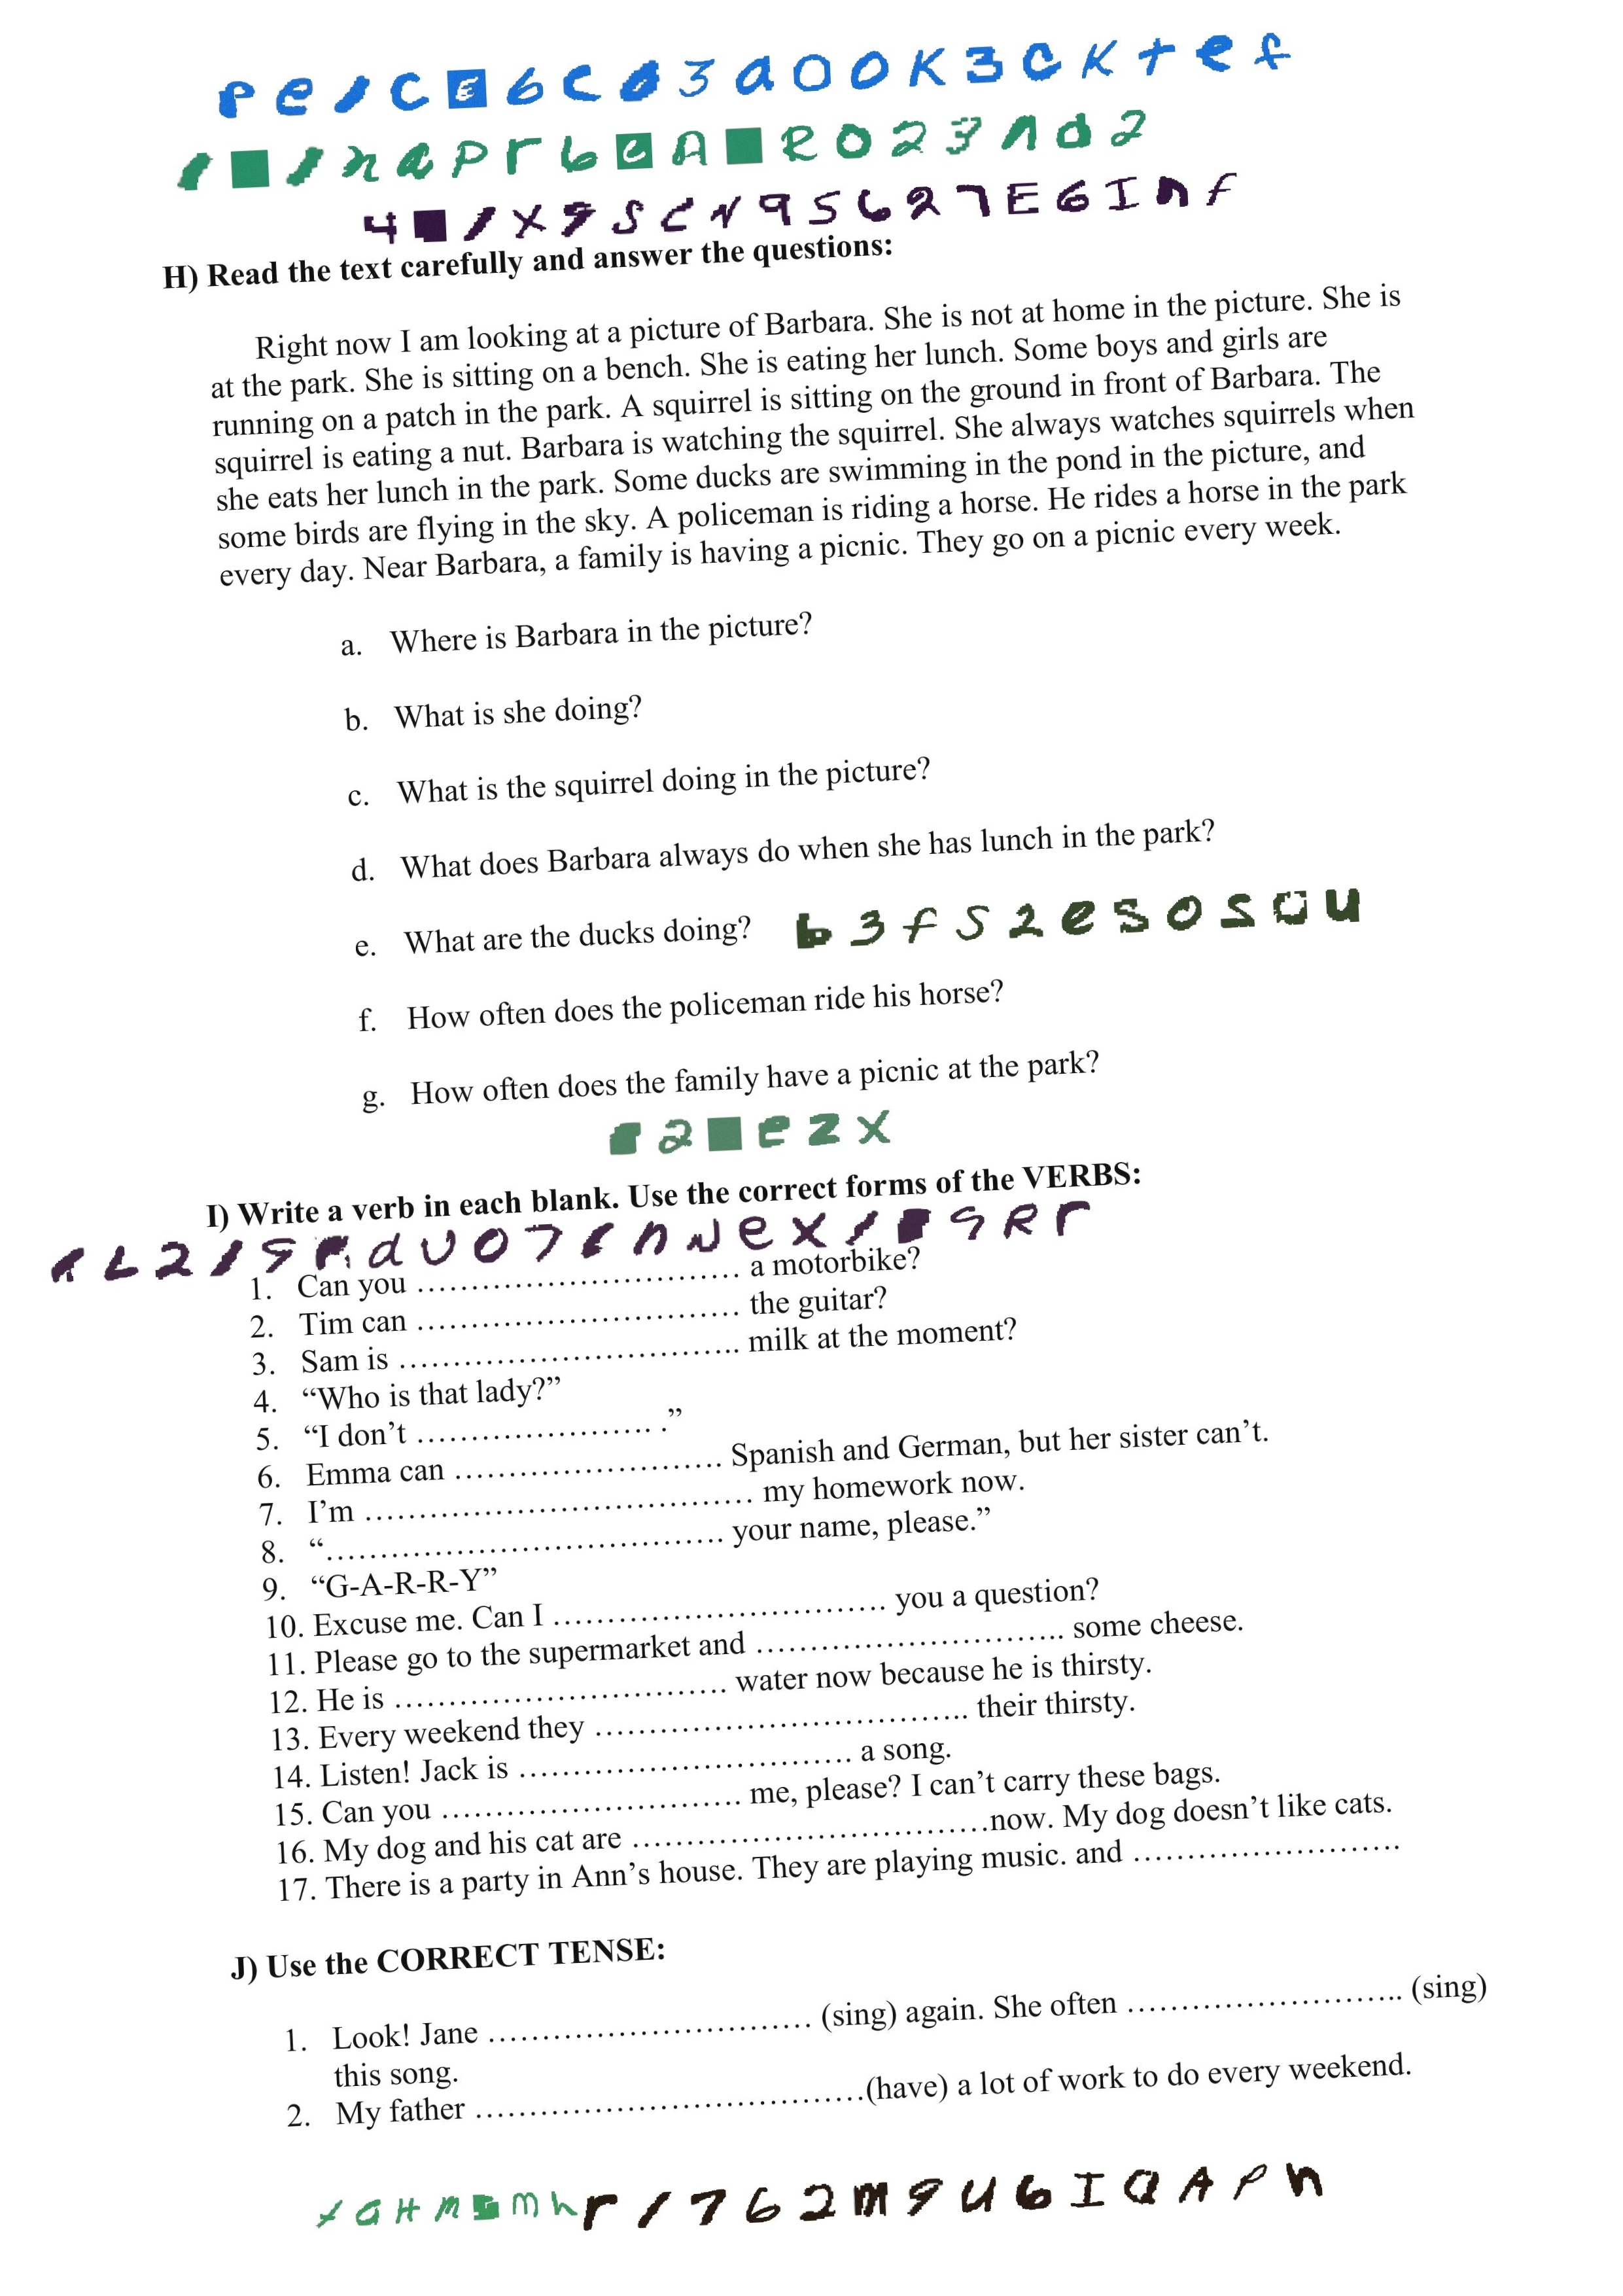 H) Read the text carefully and answer the questions:
Right now I am looking at a picture of Barbara. She is not at home in the picture. She is
at the park. She is sitting on a bench. She is eating her lunch. Some boys and girls are
running on a patch in the park. A squirrel is sitting on the ground in front of Barbara. The
squirrel is eating a nut. Barbara is watching the squirrel. She always watches squirrels when
she eats her lunch in the park. Some ducks are swimming in the pond in the picture, and
some birds are flying in the sky. A policeman is riding a horse. He rides a horse in the park
every day. Near Barbara, a family is having a picnic. They go on a picnic every week.
a. Where is Barbara in the picture?
b. What is she doing?
c. What is the squirrel doing in the picture?
d. What does Barbara always do when she has lunch in the park?
e. What are the ducks doing?
f. How often does the policeman ride his horse?
g. How often does the family have a picnic at the park?
I) Write a verb in each blank. Use the correct forms of the VERBS:
1. Can you ………………………… a motorbike?
2. Tim can ………………………… the guitar?
3. Sam is ………………………….. milk at the moment?
4. “Who is that lady?”
5. “I don’t ………………….. .”
6. Emma can ……………………. Spanish and German, but her sister can’t.
7. I’m ……………………………… my homework now.
8. “………………………………. your name, please.”
9. “G-A-R-R-Y”
10. Excuse me. Can I …………………………. you a question?
11. Please go to the supermarket and ……………………….. some cheese.
12. He is …………………………. water now because he is thirsty.
13. Every weekend they …………………………….. their thirsty.
14. Listen! Jack is …………………………. a song.
15. Can you ………………………. me, please? I can’t carry these bags.
16. My dog and his cat are ……………………………now. My dog doesn’t like cats.
17. There is a party in Ann’s house. They are playing music. and …………………….
J) Use the CORRECT TENSE:
1. Look! Jane ………………………… (sing) again. She often …………………….. (sing)
this song.
2. My father ………………………………(have) a lot of work to do every weekend.